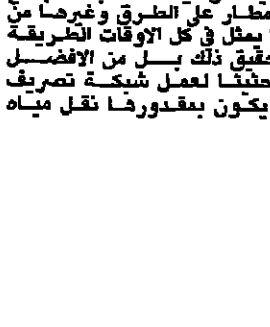 مطار على الطرق وغيرها من
يمثل في كل الاوقات الطريقة
حقيق ذلك بل من الافضل
حثيثا لعمل شبكة تصريف
يكون بمقدورها نقل مياه